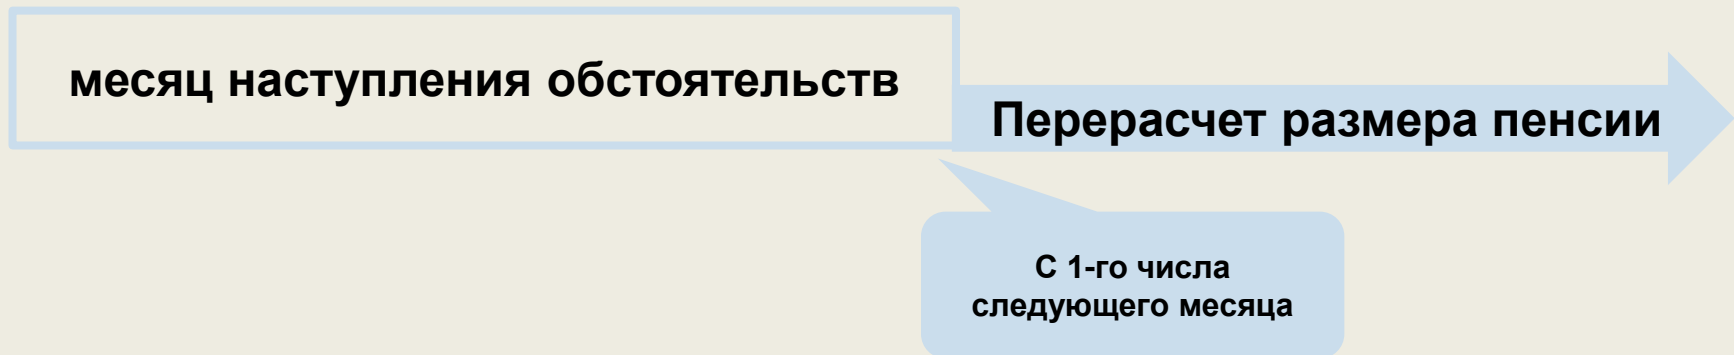 месяц наступления обстоятельств
Перерасчет размера пенсии
С 1-го числа
следующего месяца